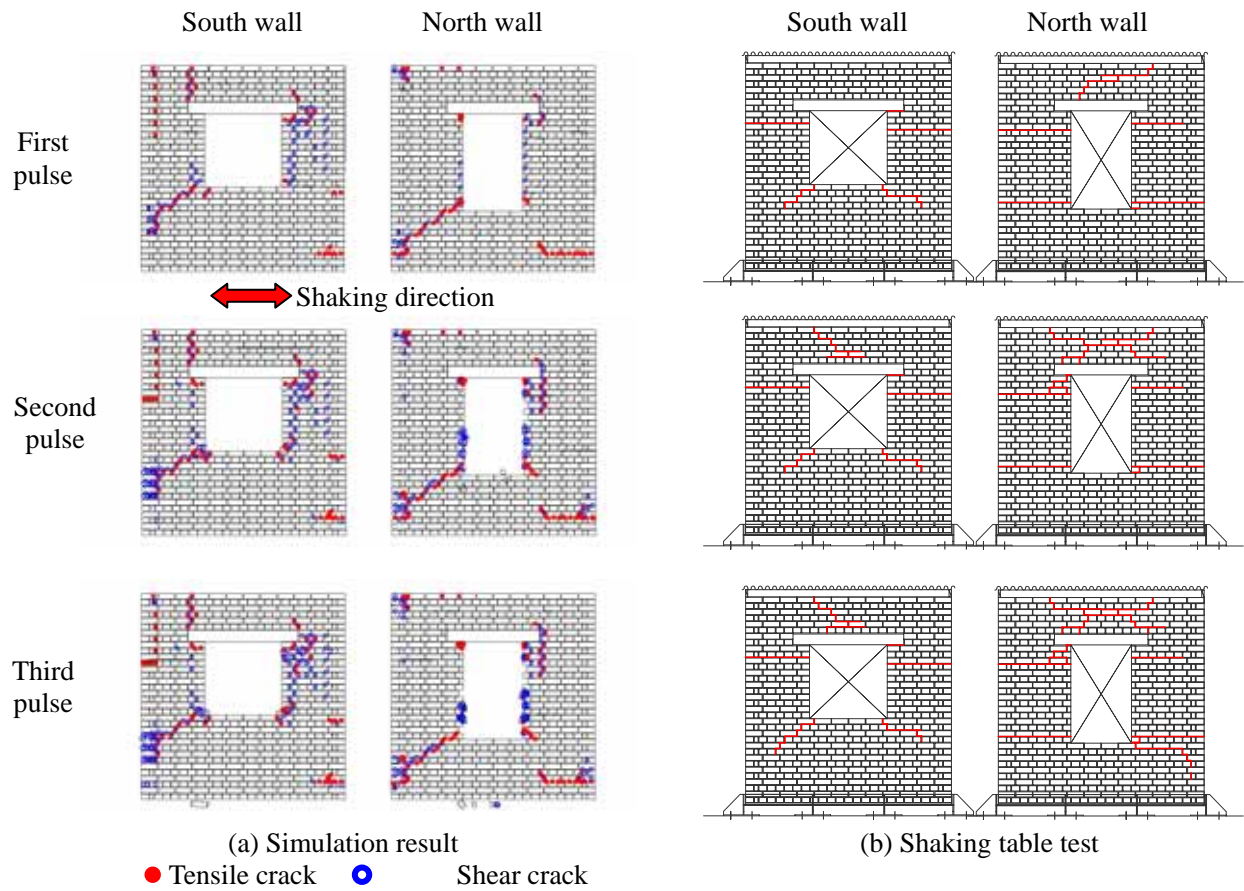 South wall
North wall
South wall
North wall
First
pulse
Shaking direction
Second
pulse
Third
pulse
(a) Simulation result
(b) Shaking table test
Tensile crack
Shear crack